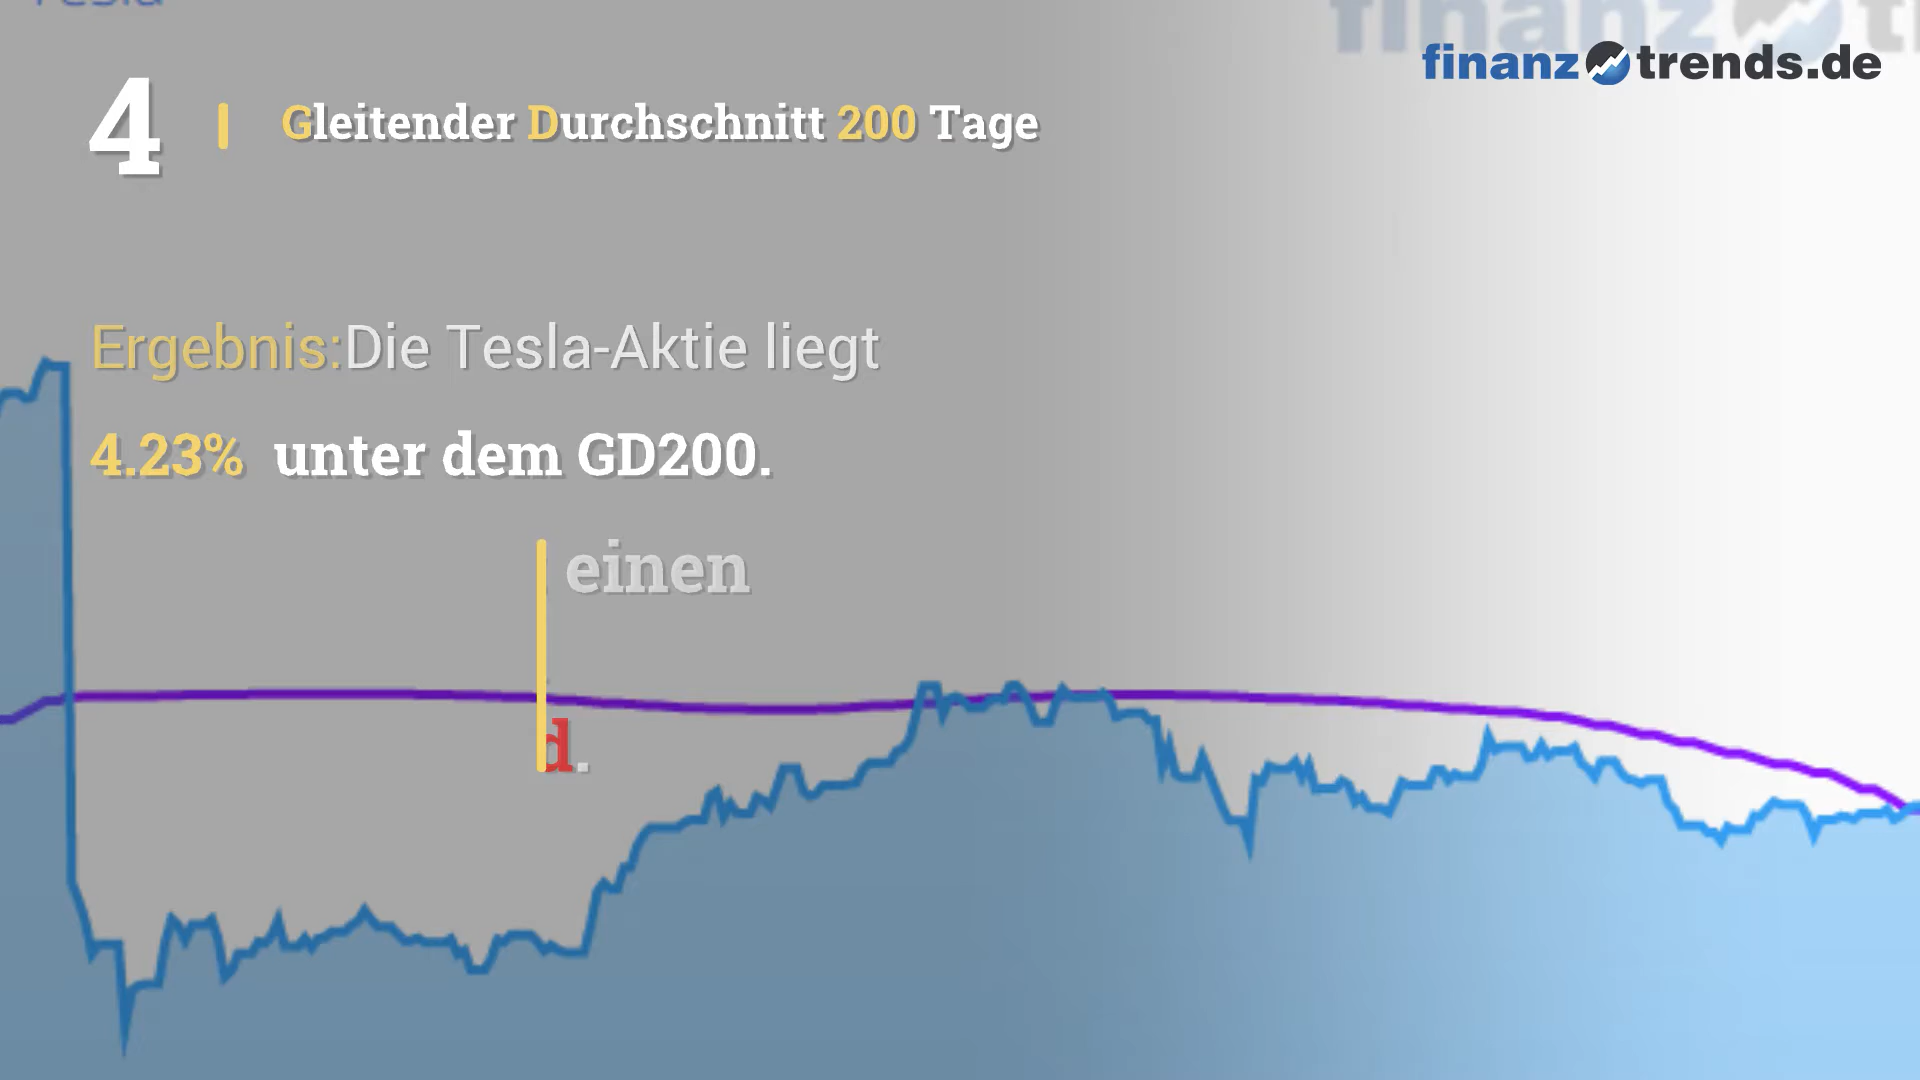 finanztrends.de
4
Gleitender Durchschnitt 200 Tage
Ergebnis:Die Tesla-Aktie liegt
4.23% unter dem GD200.
einen
d.